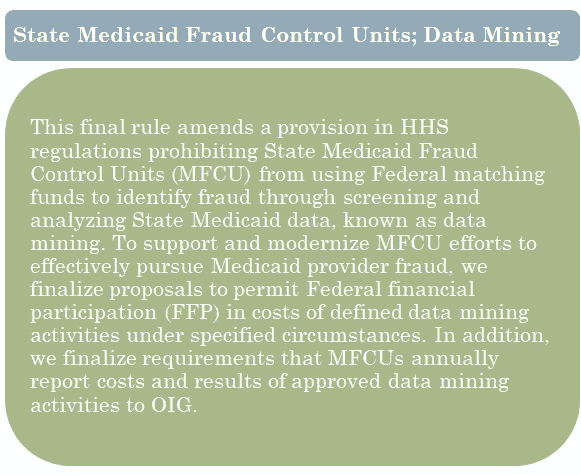 State Medicaid Fraud Control Units; Data Mining
This final rule amends a provision in HHS
regulations prohibiting State Medicaid Fraud
Control Units (MFCU) from using Federal matching
funds to identify fraud through screening and
analyzing State Medicaid data, known as data
mining. To support and modernize MFCU efforts to
effectively pursue Medicaid provider fraud, we
finalize proposals to permit Federal financial
participation (FFP) in costs of defined data mining
activities under specified circumstances. In addition,
we finalize requirements that MFCUs annually
report costs and results of approved data mining
activities to OIG.